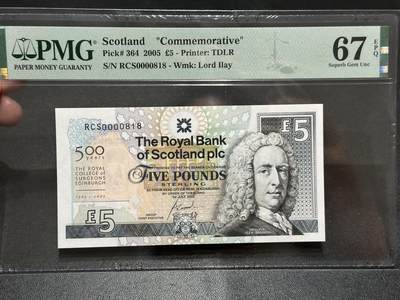 PMG
PAPER MONEY GUARANTY
Scotland "Commemorative"
Pick# 364 2005 £5 - Printer: TDLR
S/N RCS0000818 - Wmk: Lord Ilay
67 EPQ
Superb Gem Unc
RCS0000818
500 years
THE ROYAL
COLLEGE OF
SURGEONS
EDINBURGH
1505 - 2005
The Royal Bank
of Scotland plc
FIVE POUNDS
STERLING
£5
£5